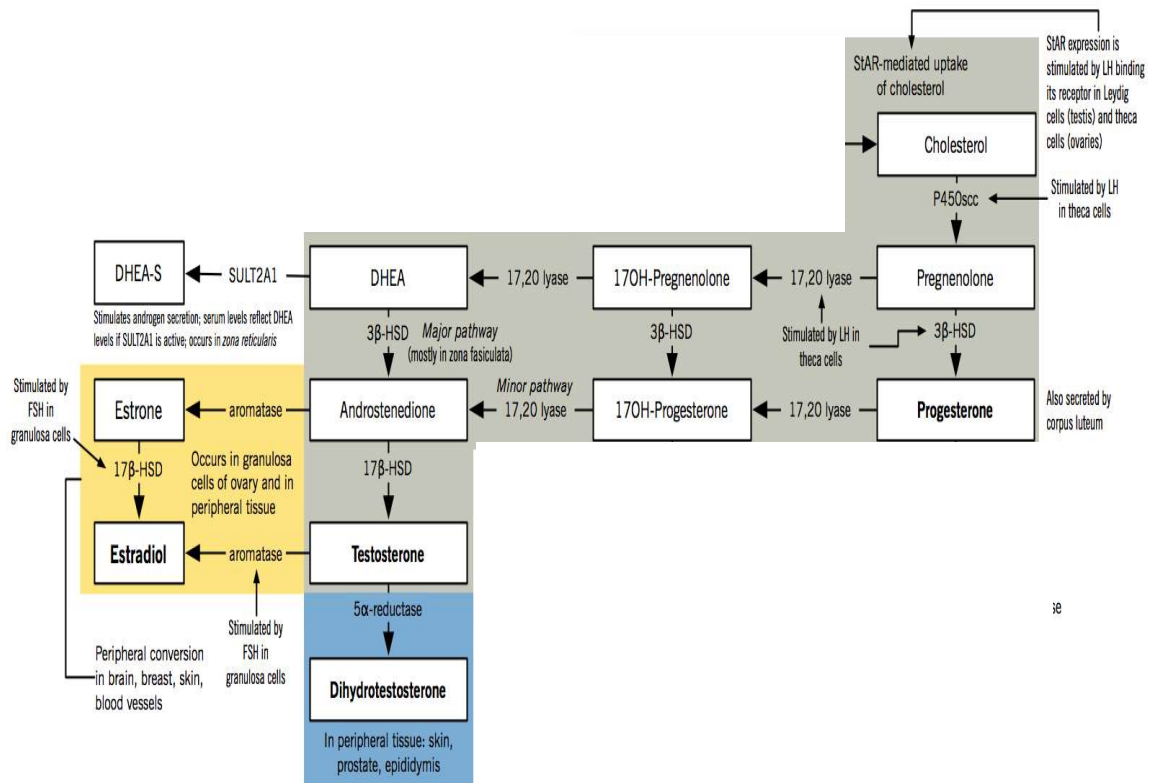 StAR-mediated uptake
of cholesterol
StAR expression is
stimulated by LH binding
its receptor in Leydig
cells (testis) and theca
cells (ovaries)
Cholesterol
P450scc
Stimulated by LH
in theca cells
DHEA-S
SULT2A1
DHEA
17,20 lyase
17OH-Pregnenolone
17,20 lyase
Pregnenolone
Stimulates androgen secretion; serum levels reflect DHEA
levels if SULT2A1 is active; occurs in zona reticularis
3β-HSD
Major pathway
(mostly in zona fasiculata)
3β-HSD
Stimulated by LH in
theca cells
3β-HSD
Stimulated by
FSH in
granulosa cells
Estrone
aromatase
Androstenedione
Minor pathway
17,20 lyase
17OH-Progesterone
17,20 lyase
Progesterone
Also secreted by
corpus luteum
17β-HSD
Occurs in granulosa
cells of ovary and in
peripheral tissue
17β-HSD
Estradiol
aromatase
Testosterone
5α-reductase
se
Peripheral conversion
in brain, breast, skin,
blood vessels
Stimulated by
FSH in
granulosa cells
Dihydrotestosterone
In peripheral tissue: skin,
prostate, epididymis